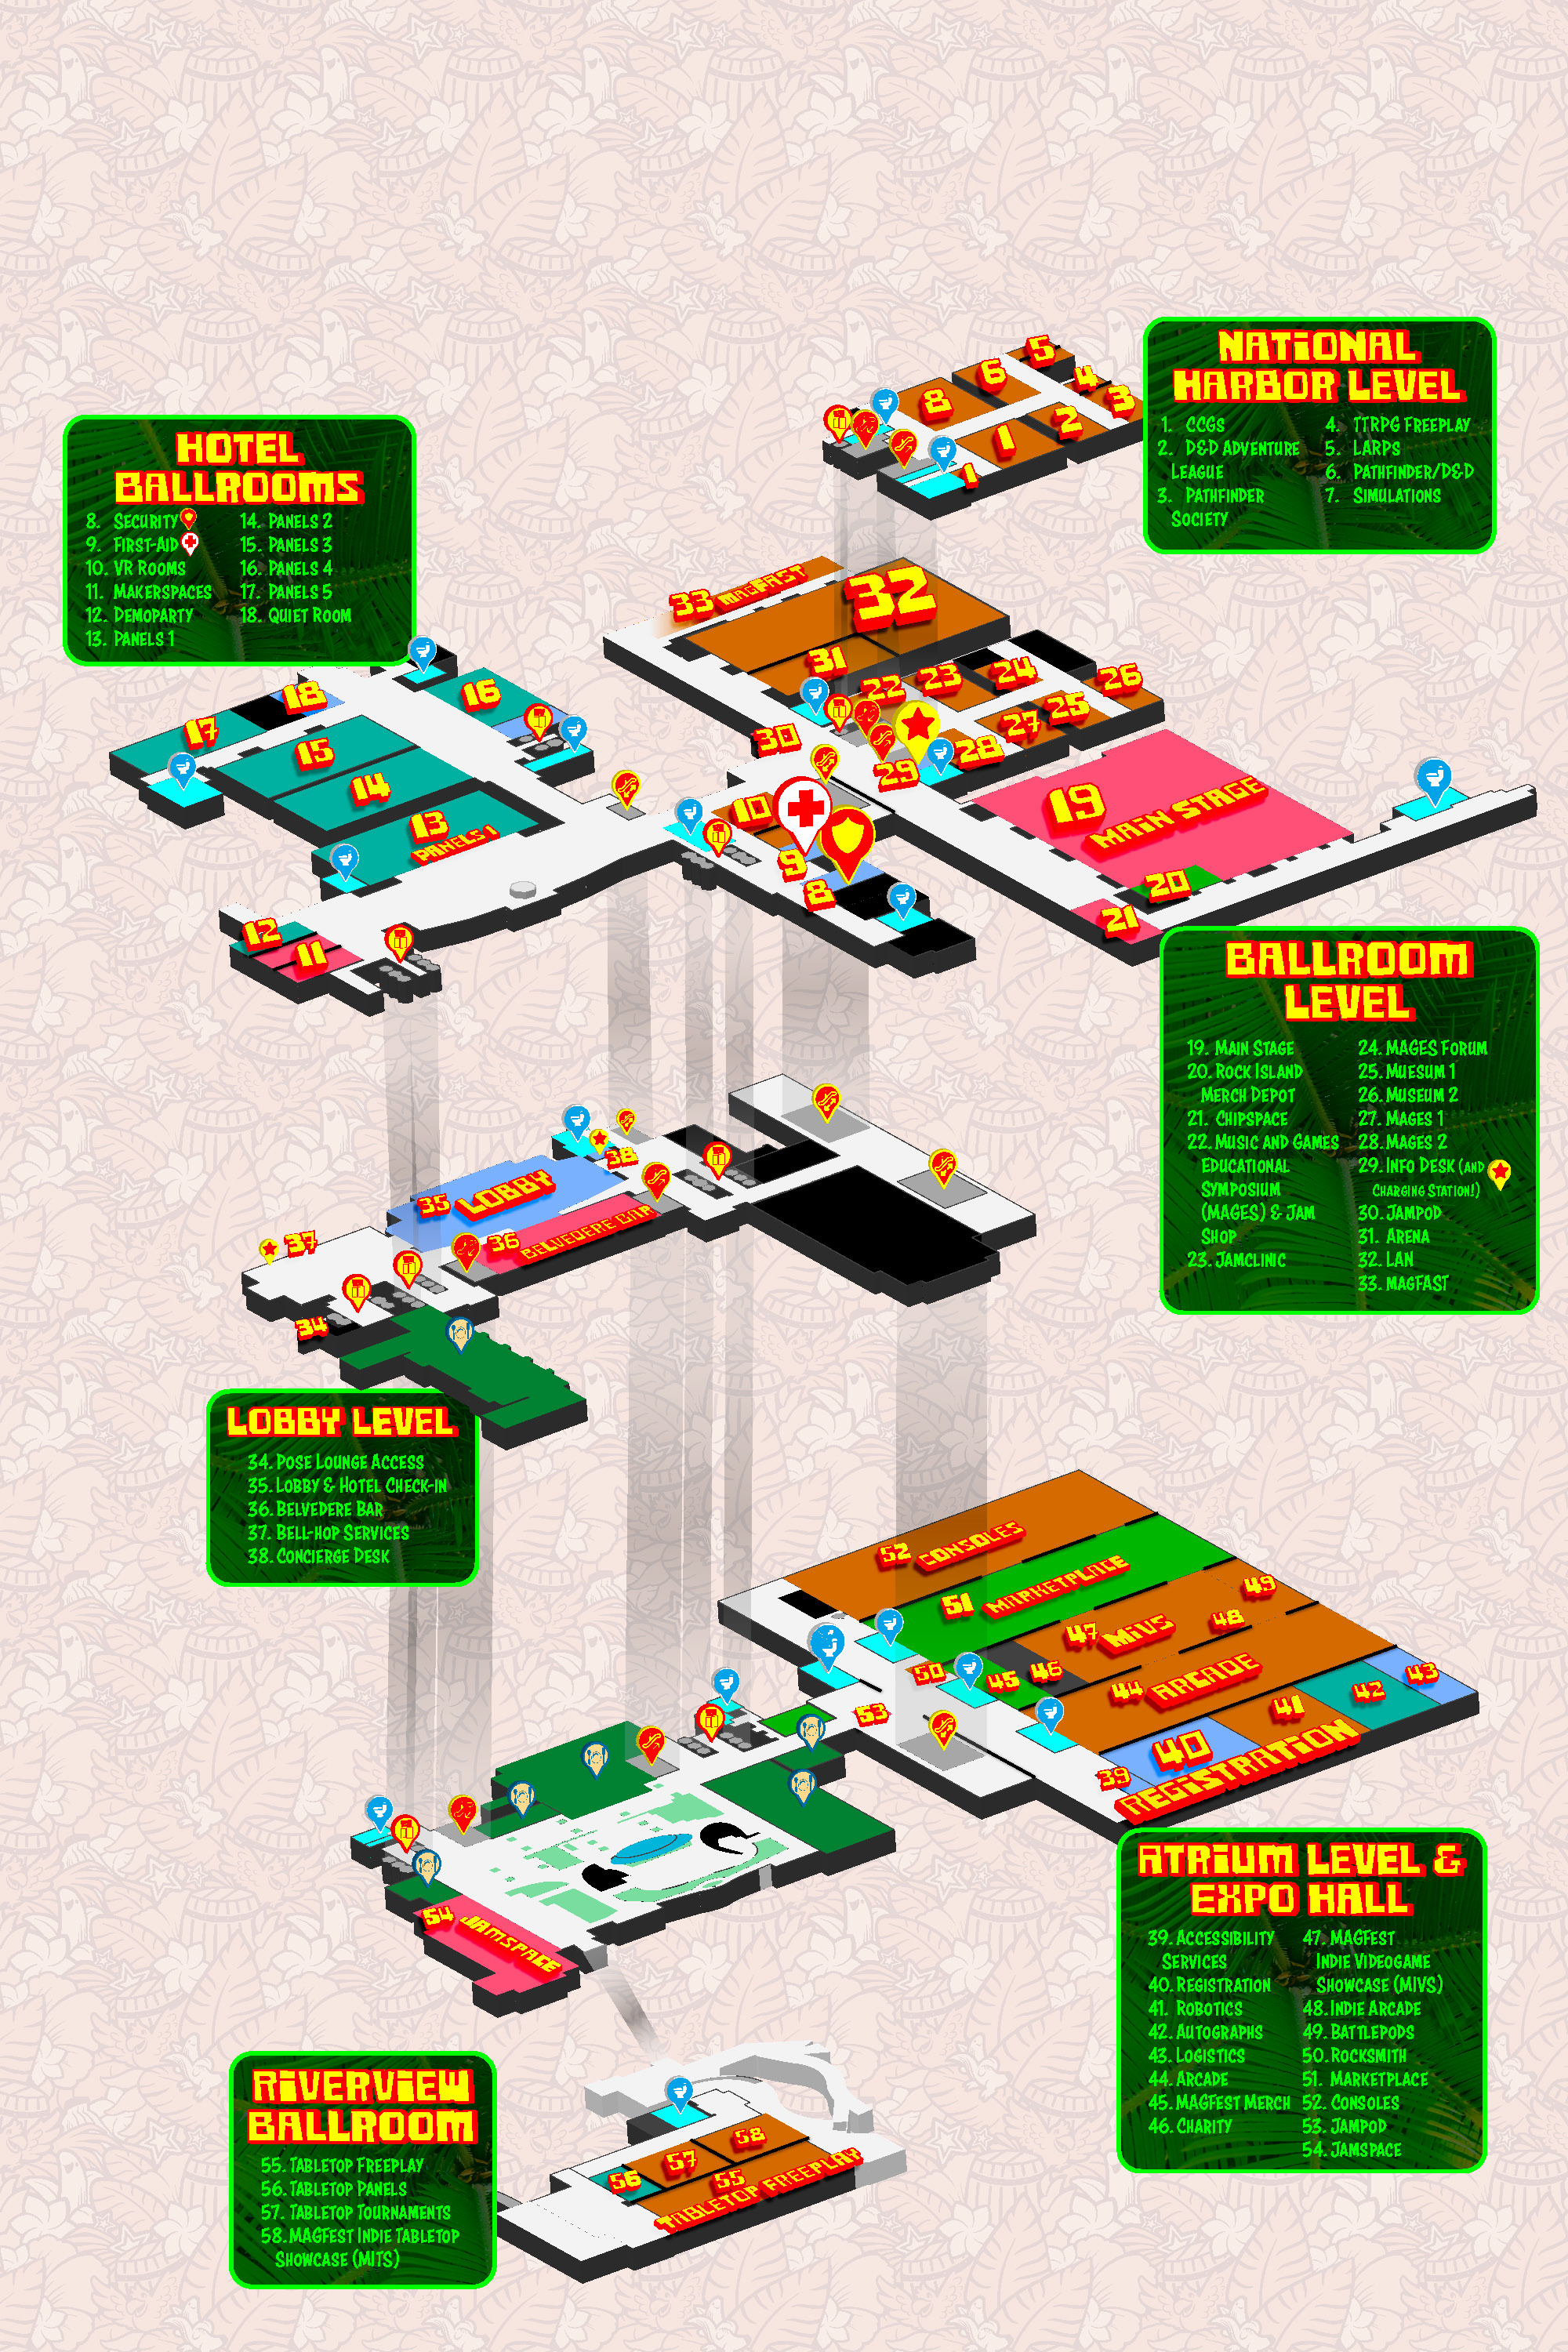 NATIONAL
HARBOR LEVEL
1. CCGS
2. D&D ADVENTURE
LEAGUE
3. PATHFINDER
SOCIETY
4. TTRPG FREEPLAY
5. LARPS
6. PATHFINDER/D&D
7. SIMULATIONS
5
6
4
8
3
2
1
1
HOTEL
BALLROOMS
8. SECURITY
9. FIRST-AID
10. VR ROOMS
11. MAKERSPACES
12. DEMOPARTY
13. PANELS 1
14. PANELS 2
15. PANELS 3
16. PANELS 4
17. PANELS 5
18. QUIET ROOM
33 MAGFAST
32
31
22
23
24
26
25
27
28
30
29
18
16
17
15
14
13
PANELS 1
10
9
8
12
11
19
MAIN STAGE
20
21
BALLROOM
LEVEL
19. MAIN STAGE
20. ROCK ISLAND
MERCH DEPOT
21. CHIPSPACE
22. MUSIC AND GAMES
EDUCATIONAL
SYMPOSIUM
(MAGES) & JAM
SHOP
23. JAMCLINIC
24. MAGES FORUM
25. MUESUM 1
26. MUSEUM 2
27. MAGES 1
28. MAGES 2
29. INFO DESK (AND
CHARGING STATION!)
30. JAMPOD
31. ARENA
32. LAN
33. MAGFAST
38
35 LOBBY
36 BELVEDERE BAR
37
34
LOBBY LEVEL
34. POSE LOUNGE ACCESS
35. LOBBY & HOTEL CHECK-IN
36. BELVEDERE BAR
37. BELL-HOP SERVICES
38. CONCIERGE DESK
52 CONSOLES
51 MARKETPLACE
49
48
47 MIVS
50
45
46
44 ARCADE
43
42
41
53
40
39
REGISTRATION
54 JAMSPACE
ATRIUM LEVEL &
EXPO HALL
39. ACCESSIBILITY
SERVICES
40. REGISTRATION
41. ROBOTICS
42. AUTOGRAPHS
43. LOGISTICS
44. ARCADE
45. MAGFEST MERCH
46. CHARITY
47. MAGFEST
INDIE VIDEOGAME
SHOWCASE (MIVS)
48. INDIE ARCADE
49. BATTLEPODS
50. ROCKSMITH
51. MARKETPLACE
52. CONSOLES
53. JAMPOD
54. JAMSPACE
RIVERVIEW
BALLROOM
55. TABLETOP FREEPLAY
56. TABLETOP PANELS
57. TABLETOP TOURNAMENTS
58. MAGFEST INDIE TABLETOP
SHOWCASE (MITS)
58
57
56
55
TABLETOP FREEPLAY